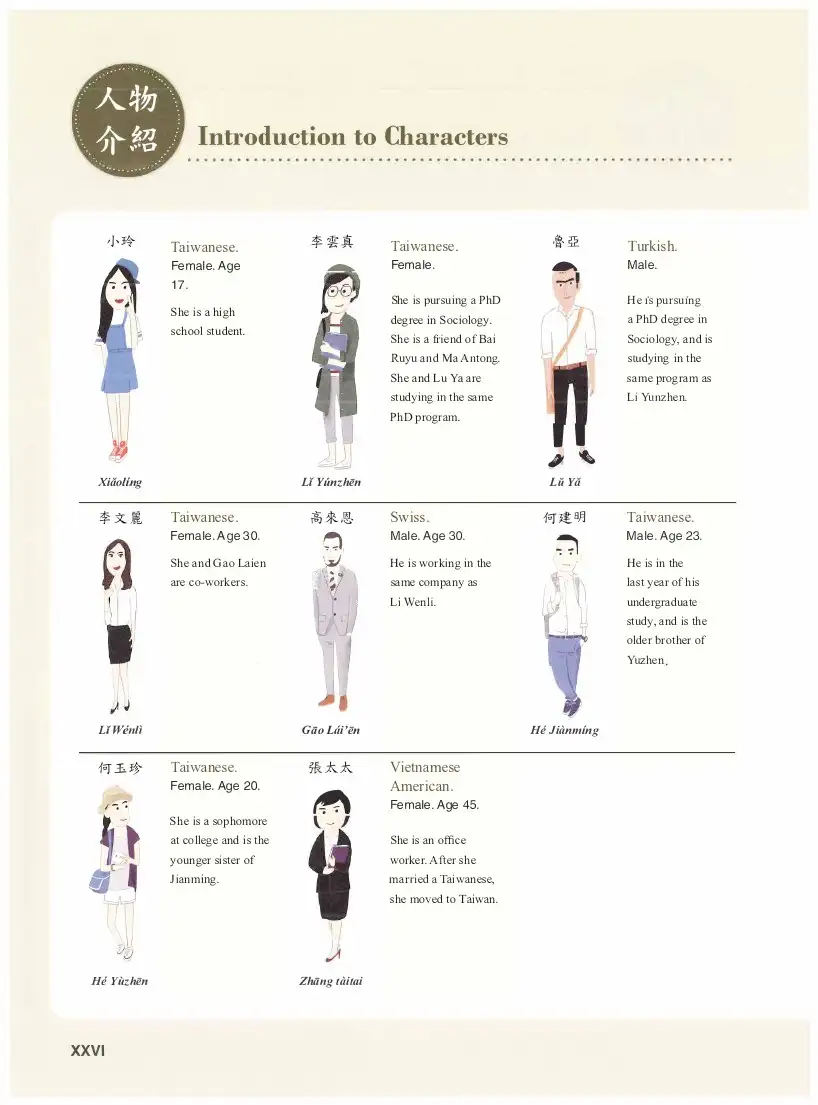 人物
介紹
Introduction to Characters
小玲
Taiwanese.
Female. Age
17.
She is a high
school student.
Xiǎolíng
李雲真
Taiwanese.
Female.
She is pursuing a PhD
degree in Sociology.
She is a friend of Bai
Ruyu and Ma Antong.
She and Lu Ya are
studying in the same
PhD program.
Lǐ Yúnzhēn
魯亞
Turkish.
Male.
He is pursuing
a PhD degree in
Sociology, and is
studying in the
same program as
Li Yunzhen.
Lǔ Yǎ
李文麗
Taiwanese.
Female. Age 30.
She and Gao Laien
are co-workers.
Lǐ Wénlì
高來恩
Swiss.
Male. Age 30.
He is working in the
same company as
Li Wenli.
Gāo Lái’ēn
何建明
Taiwanese.
Male. Age 23.
He is in the
last year of his
undergraduate
study, and is the
older brother of
Yuzhen.
Hé Jiànmíng
何玉珍
Taiwanese.
Female. Age 20.
She is a sophomore
at college and is the
younger sister of
Jianming.
Hé Yùzhēn
張太太
Vietnamese
American.
Female. Age 45.
She is an office
worker. After she
married a Taiwanese,
she moved to Taiwan.
Zhāng tàitai
XXVI